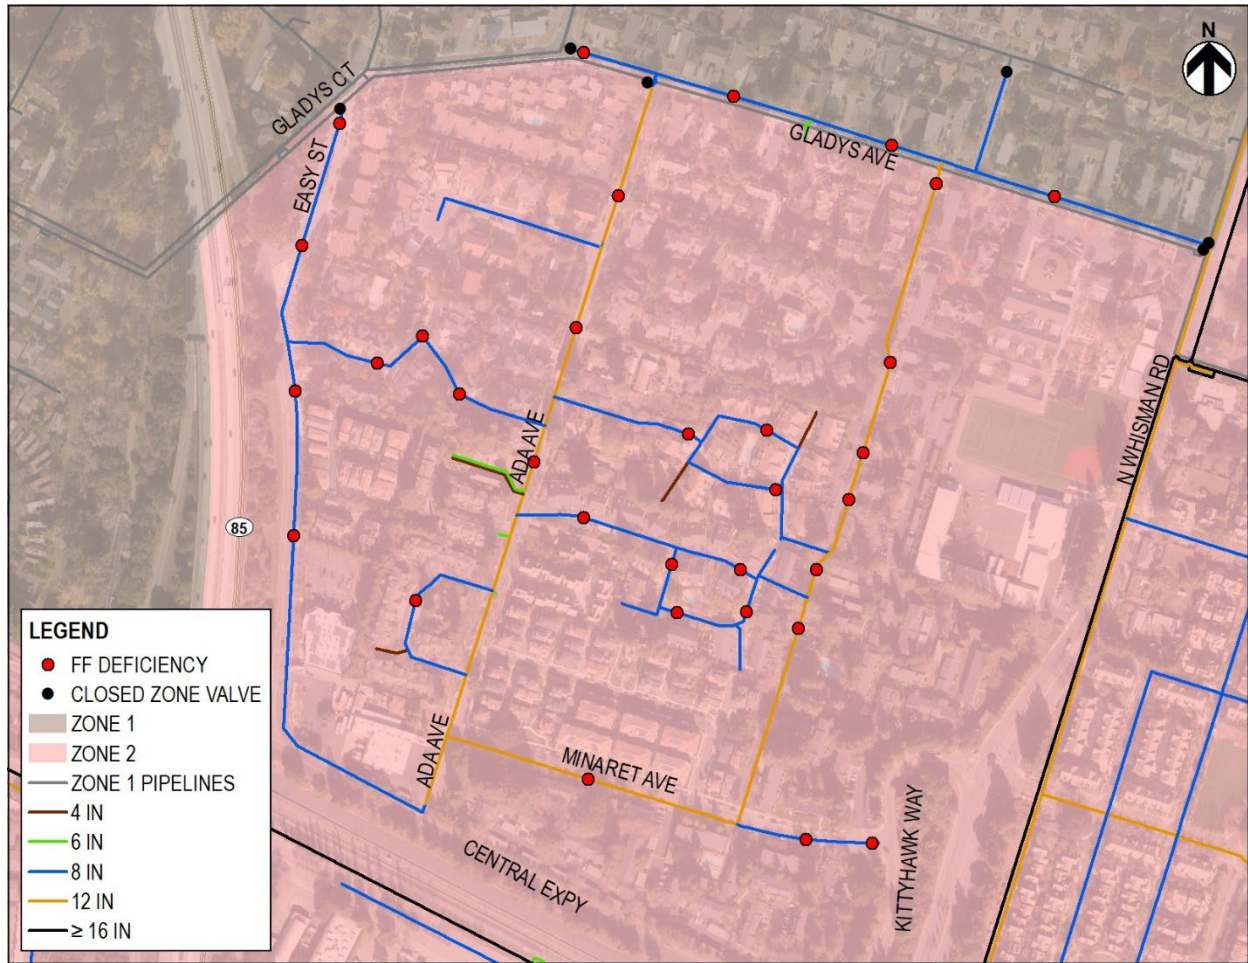 N
GLADYS CT
GLADYS AVE
EASY ST
N WHISMAN RD
ADA AVE
85
LEGEND
FF DEFICIENCY
CLOSED ZONE VALVE
ZONE 1
ZONE 2
ZONE 1 PIPELINES
4 IN
6 IN
8 IN
12 IN
≥ 16 IN
ADA AVE
MINARET AVE
KITTYHAWK WAY
CENTRAL EXPY